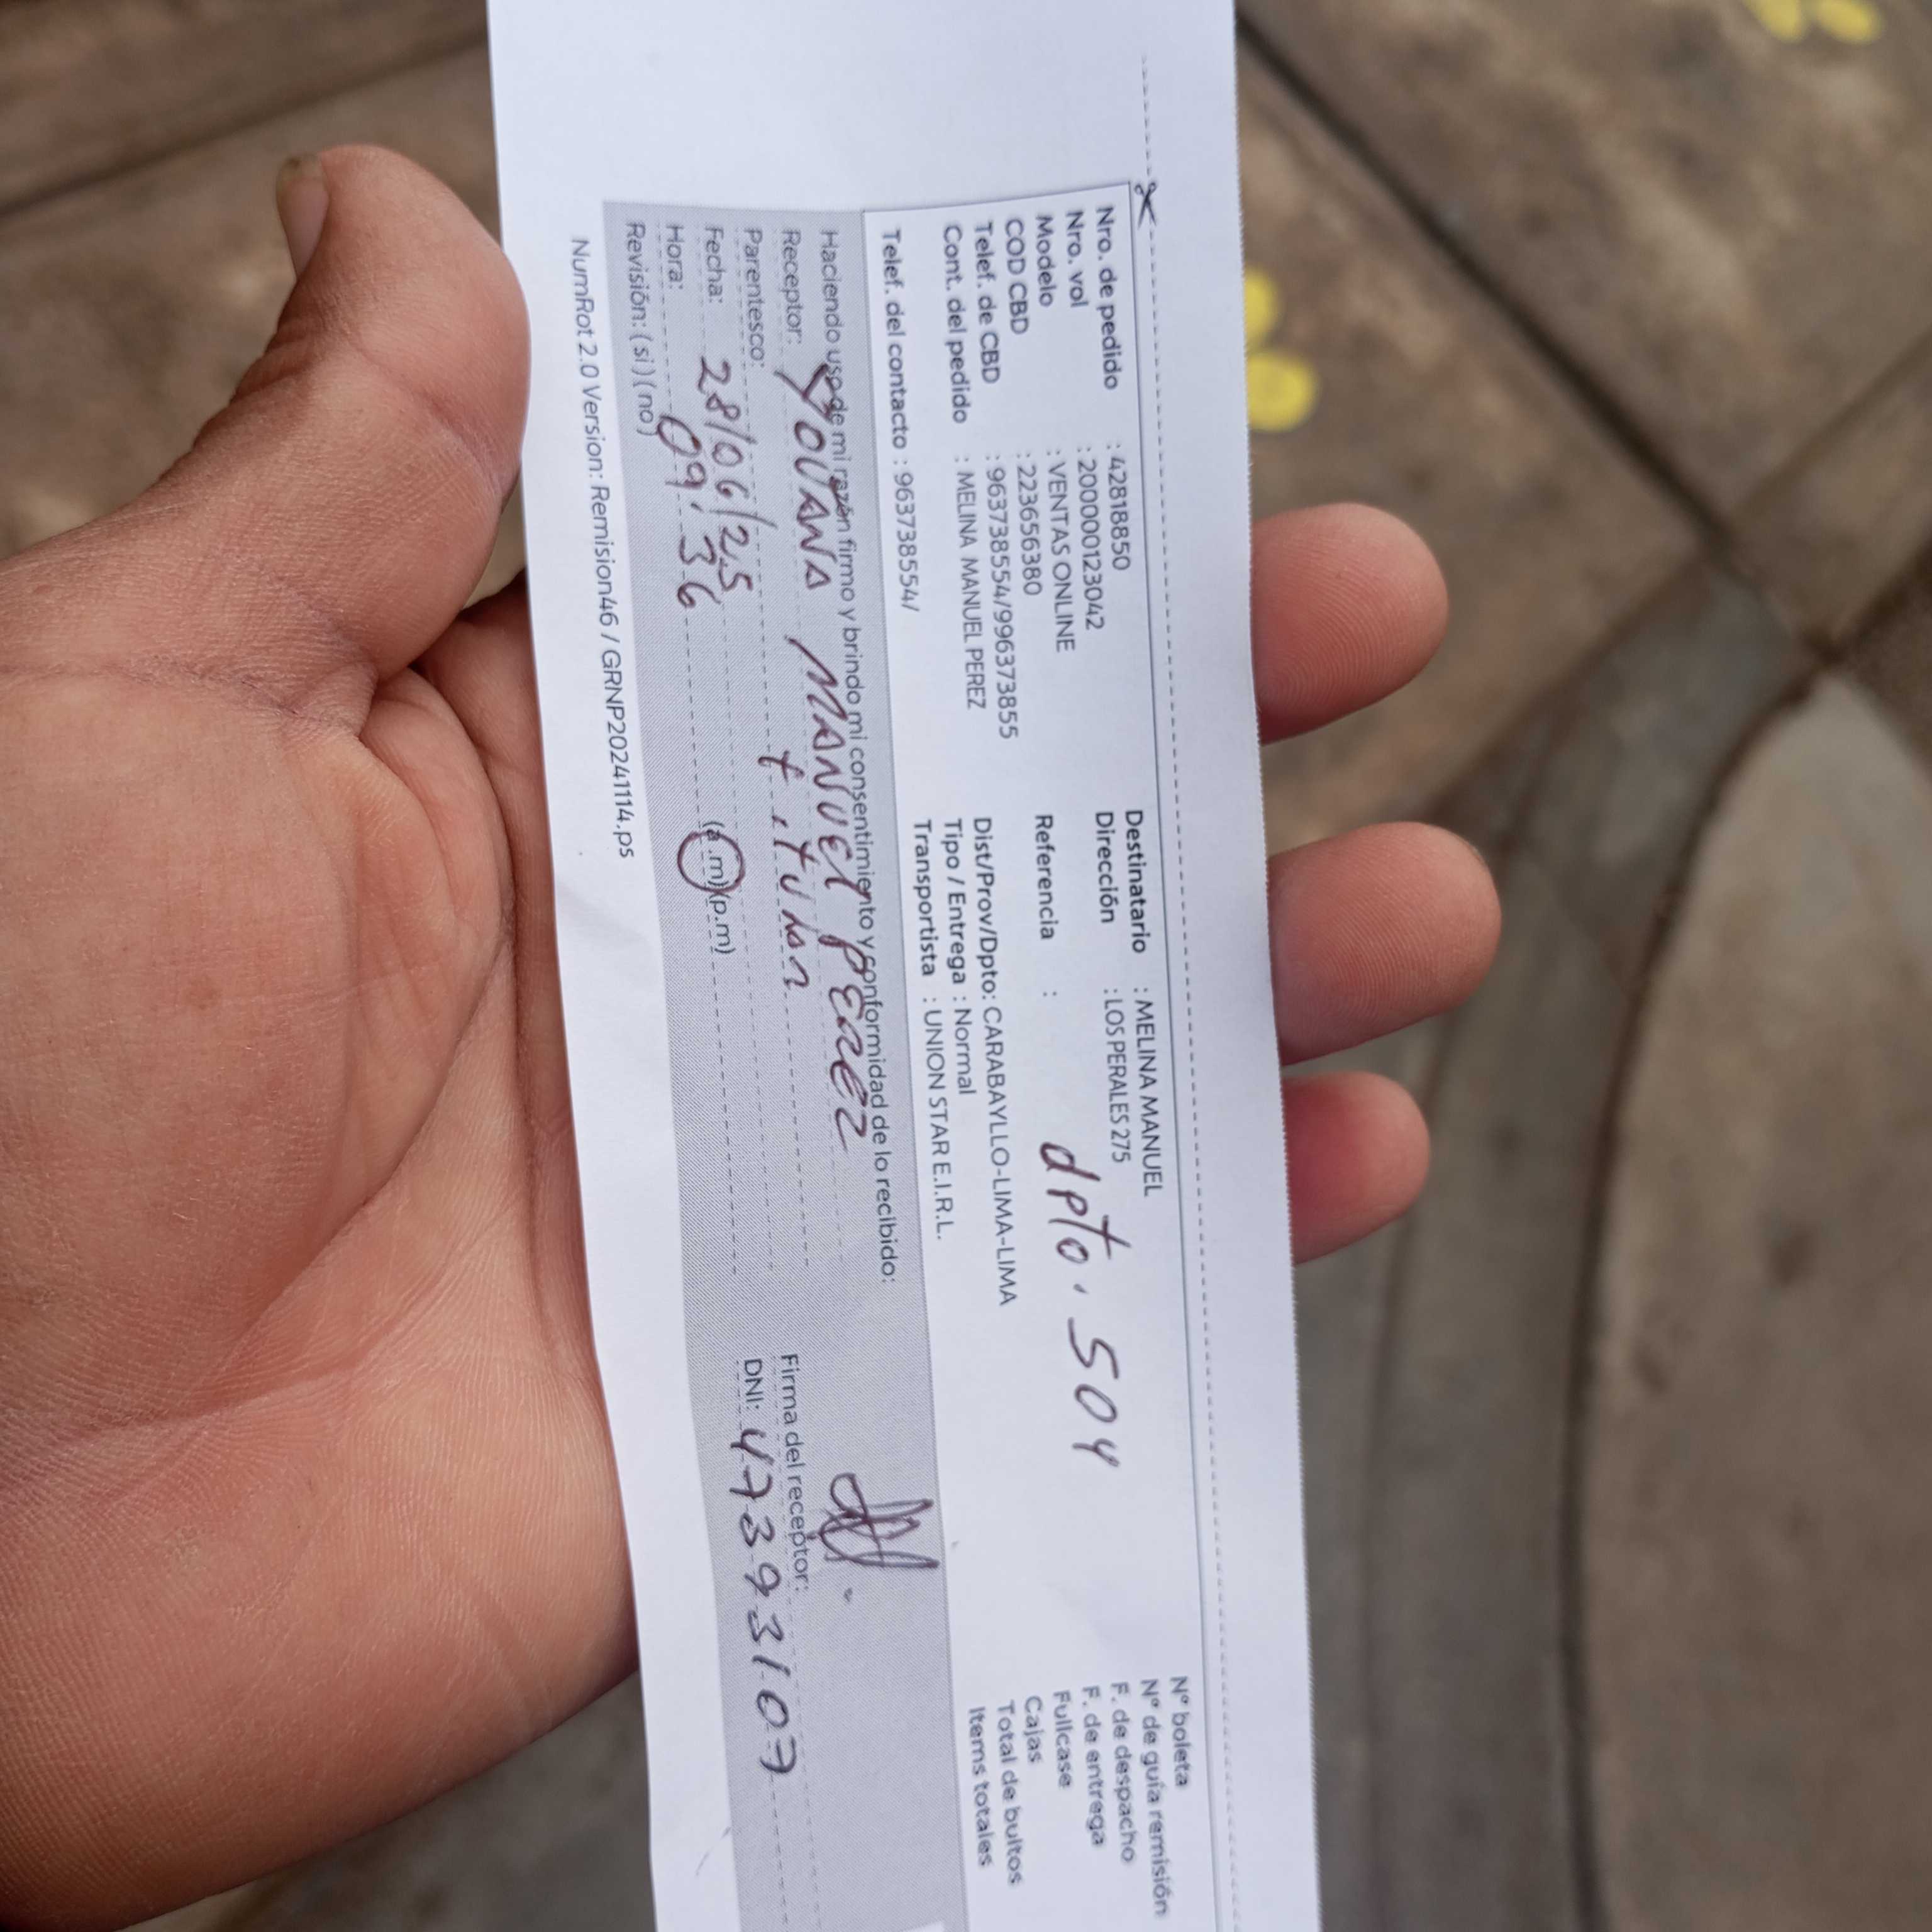 Nro. de pedido : 42818850
Nro. vol : 2000001123042
Modelo : VENTAS ONLINE
COD CBD : 223656380
Telef. de CBD : 963738554/996373855
Cont. del pedido : MELINA MANUEL PEREZ
Telef. del contacto : 963738554/
Destinatario : MELINA MANUEL
Dirección : LOS PERALES 275
Referencia : dpto. 504
Dist/Prov/Dpto: CARABAYLLO-LIMA-LIMA
Tipo / Entrega : Normal
Transportista : UNION STAR E.I.R.L.
N° boleta
N° de guía remisión
F. de despacho
F. de entrega
Fullcase
Cajas
Total de bultos
Items totales
Haciendo uso de mi razón firmo y brindo mi consentimiento y conformidad de lo recibido:
Receptor: MANUEL PEREZ
Parentesco:
Fecha: 28/06/25
Hora: 09:36 (a.m) (p.m)
Revisión: ( si ) ( no )
Firma del receptor:
DNI: 47393107
NumRot 2.0 Version: Remision46 / GRNP20241114.ps